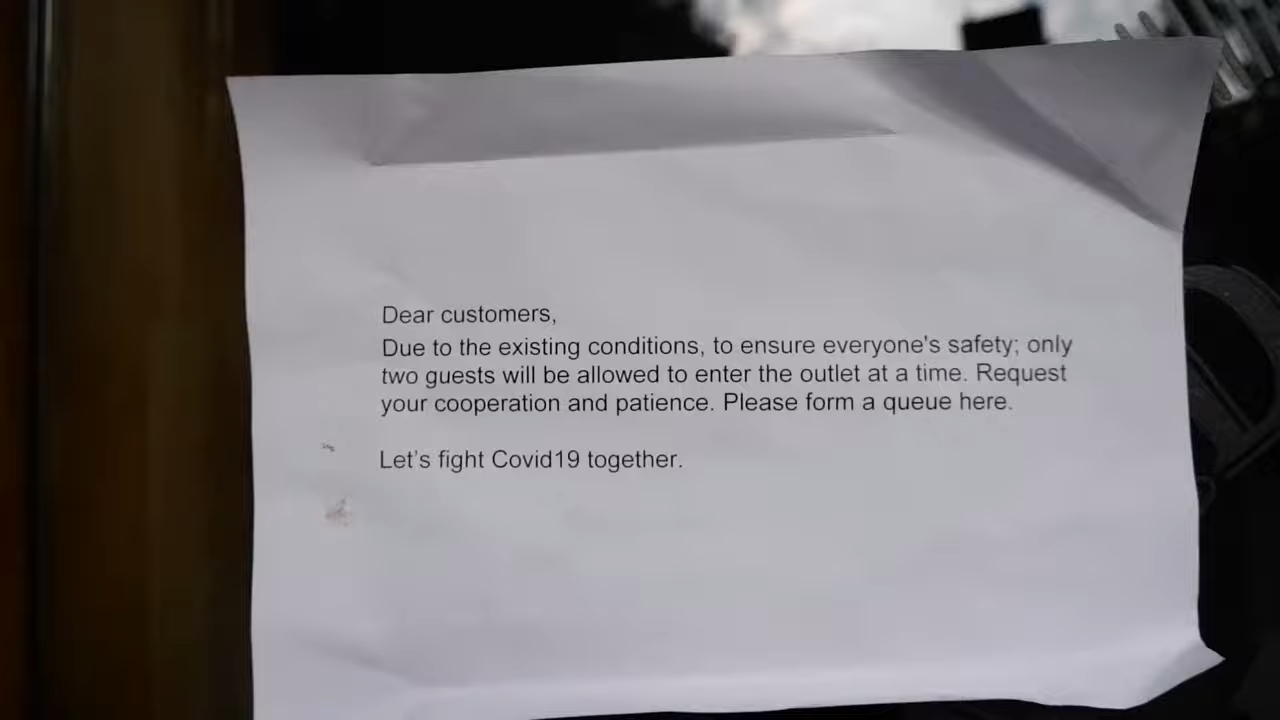 Dear customers,
Due to the existing conditions, to ensure everyone's safety; only
two guests will be allowed to enter the outlet at a time. Request
your cooperation and patience. Please form a queue here.
Let's fight Covid19 together.